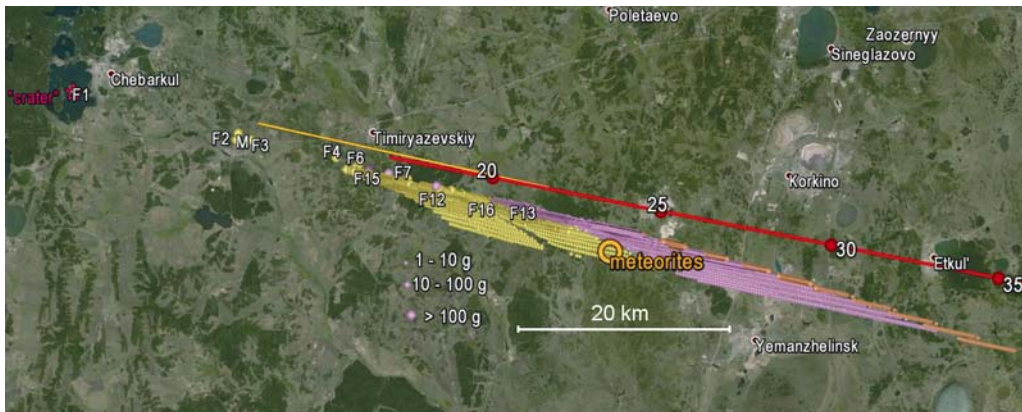 Poletaevo
Zaozernyy
Sineglazovo
Chebarkul
"crater" F1
Timiryazevskiy
F2
M
F3
F4
F6
F15
F7
20
F12
F16
F13
25
Korkino
30
Etkul'
35
meteorites
1 - 10 g
10 - 100 g
> 100 g
20 km
Yemanzhelinsk